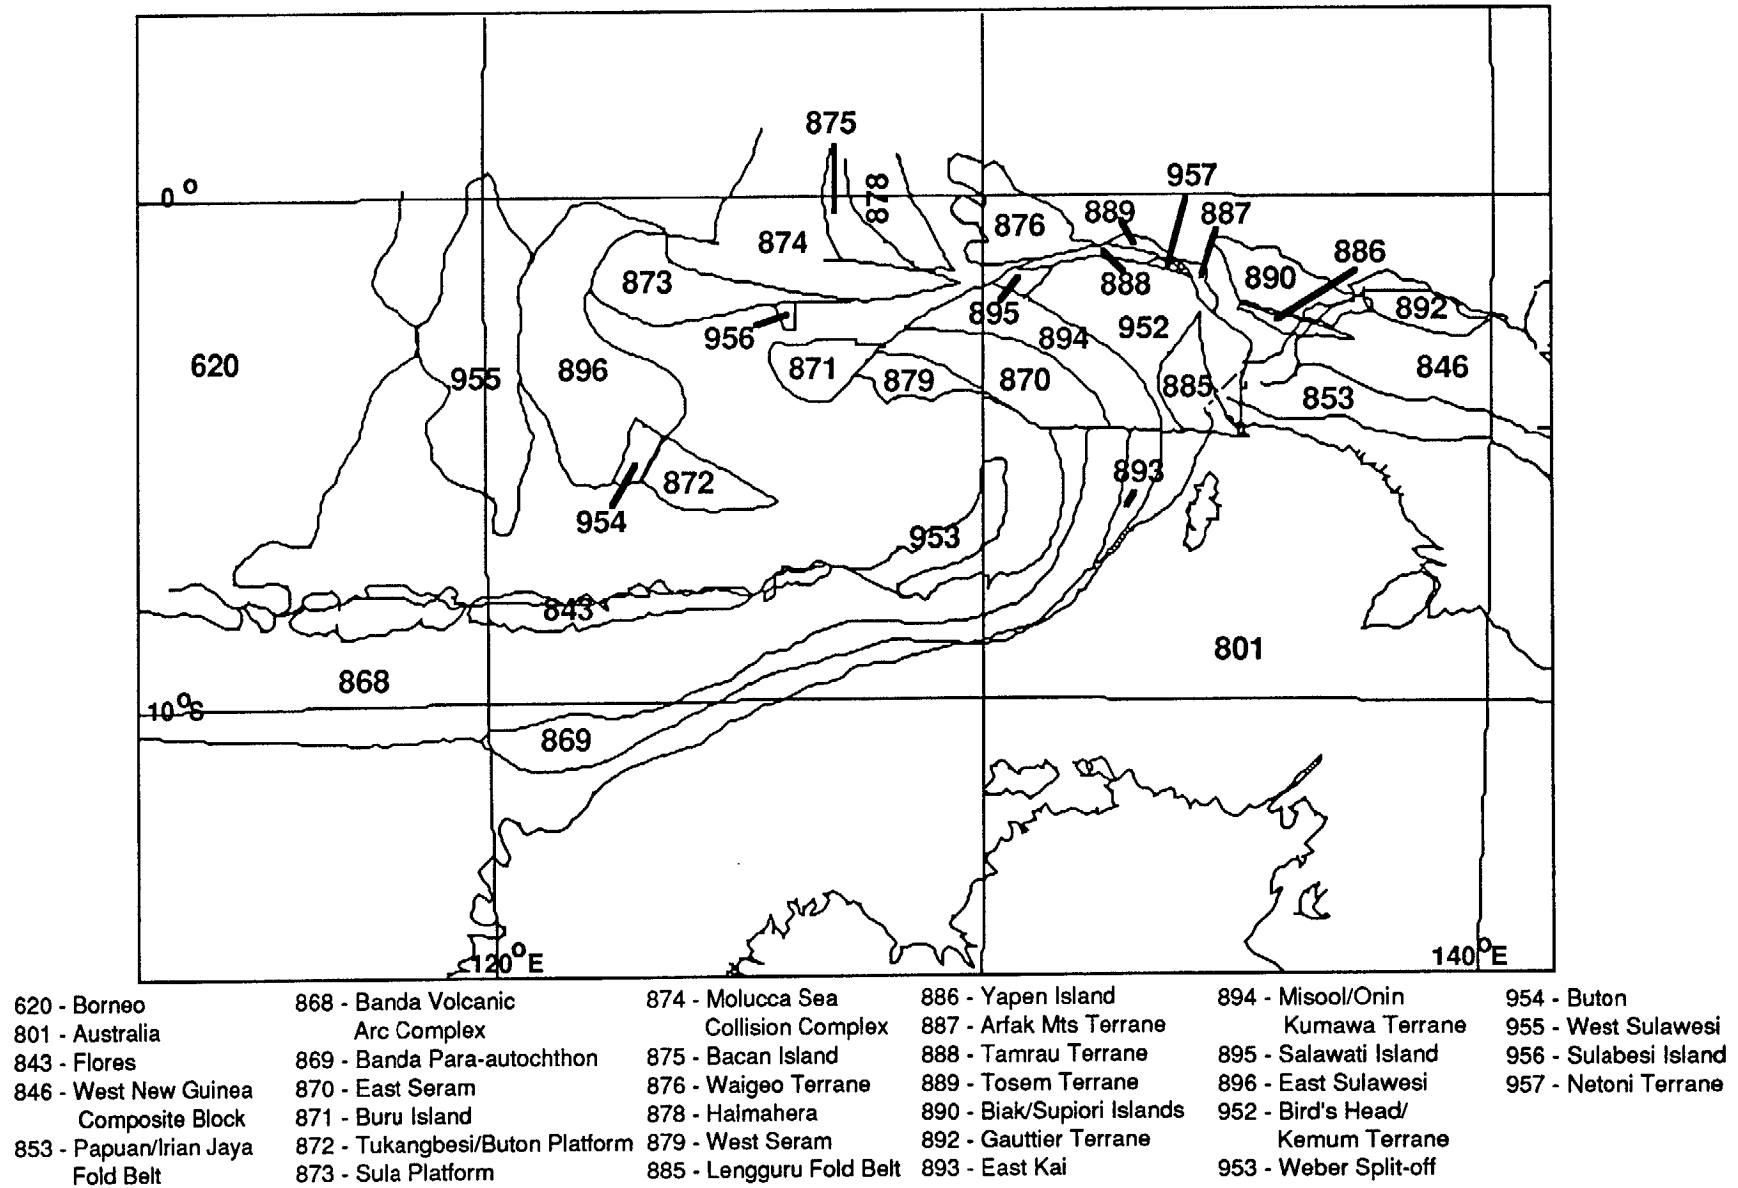 875
957
0 o
878
889
887
876
874
886
873
888
890
892
895
956
952
894
620
871
846
955
896
879
870
885
853
893
872
954
953
843
801
868
10oS
869
120oE
140oE
620 - Borneo
801 - Australia
843 - Flores
846 - West New Guinea
Composite Block
853 - Papuan/Irian Jaya
Fold Belt
868 - Banda Volcanic
Arc Complex
869 - Banda Para-autochthon
870 - East Seram
871 - Buru Island
872 - Tukangbesi/Buton Platform
873 - Sula Platform
874 - Molucca Sea
Collision Complex
875 - Bacan Island
876 - Waigeo Terrane
878 - Halmahera
879 - West Seram
885 - Lengguru Fold Belt
886 - Yapen Island
887 - Arfak Mts Terrane
888 - Tamrau Terrane
889 - Tosem Terrane
890 - Biak/Supiori Islands
892 - Gauttier Terrane
893 - East Kai
894 - Misool/Onin
Kumawa Terrane
895 - Salawati Island
896 - East Sulawesi
952 - Bird's Head/
Kemum Terrane
953 - Weber Split-off
954 - Buton
955 - West Sulawesi
956 - Sulabesi Island
957 - Netoni Terrane